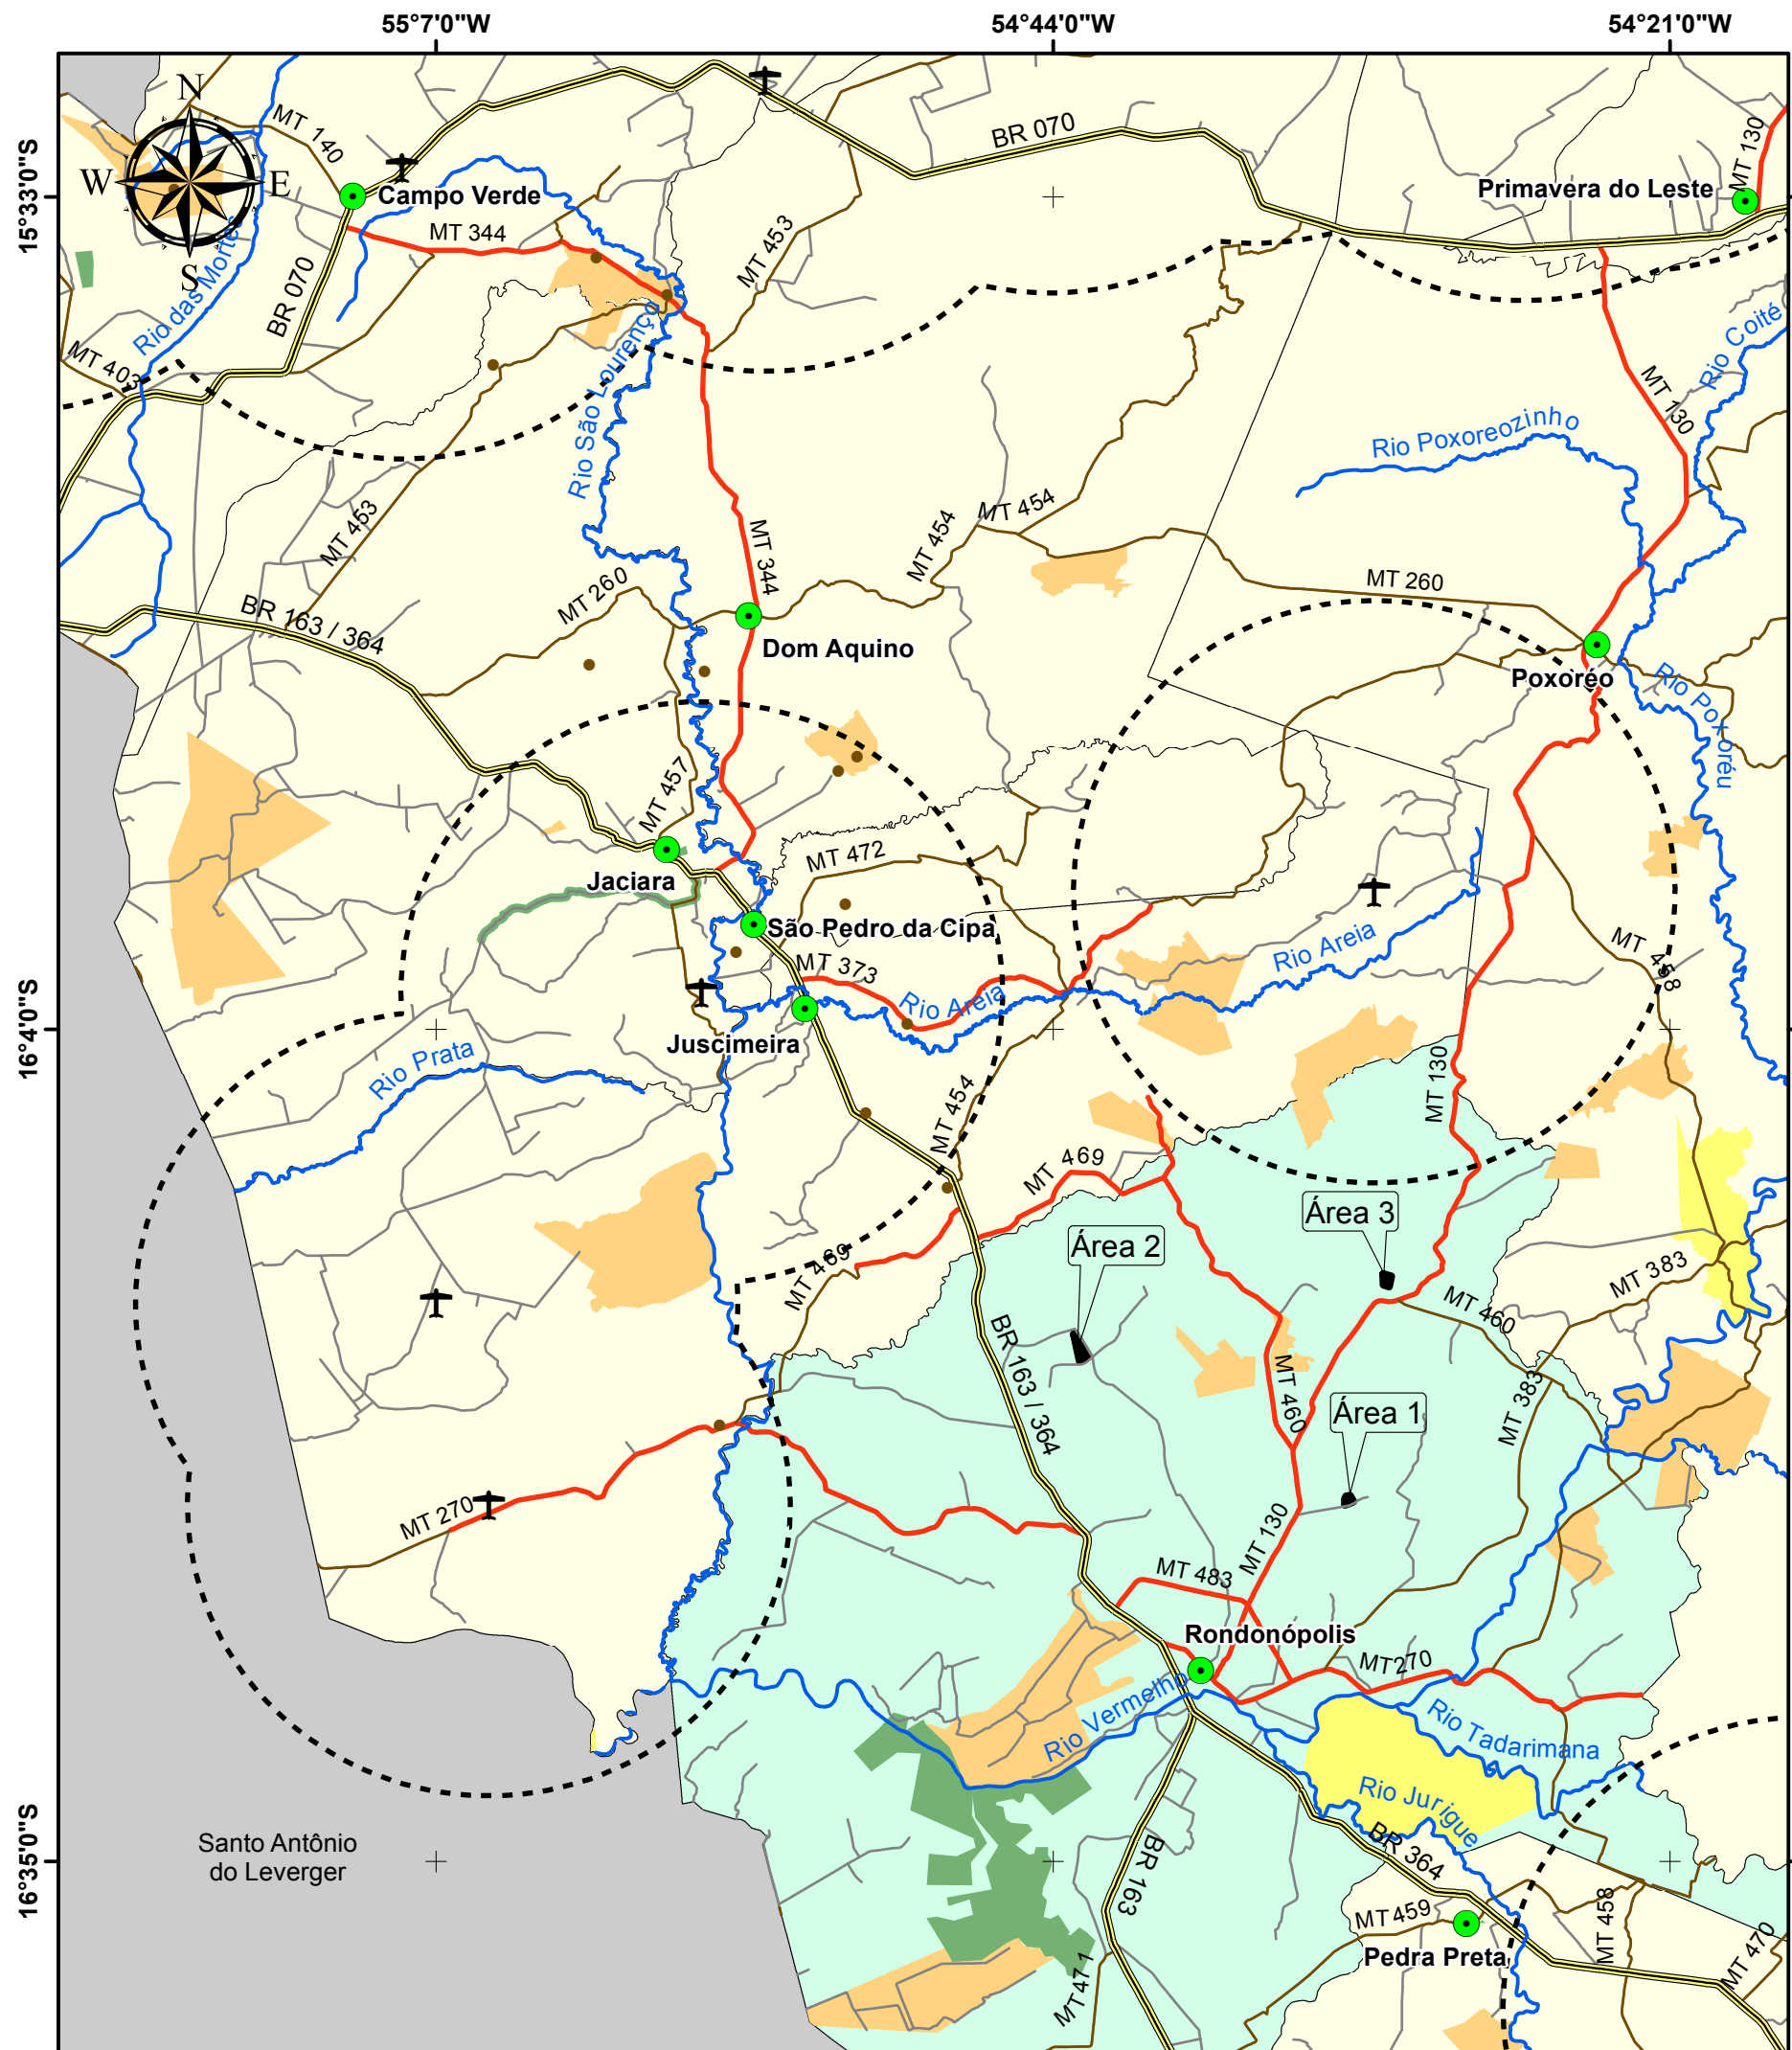 55°7'0"W
54°44'0"W
54°21'0"W
15°33'0"S
16°4'0"S
16°35'0"S
N
W
E
S
MT 140
BR 070
MT 130
Primavera do Leste
Campo Verde
MT 344
MT 453
Rio das Mortes
BR 070
MT 403
Rio São Lourenço
Rio Coité
MT 130
Rio Poxoreozinho
MT 453
MT 454
MT 454
MT 344
MT 260
MT 260
BR 163 / 364
Dom Aquino
Poxoréo
Rio Poxoréu
MT 457
MT 472
Jaciara
São Pedro da Cipa
MT 373
Rio Areia
Rio Areia
MT 458
Juscimeira
Rio Prata
MT 130
MT 454
MT 469
Área 3
Área 2
MT 469
MT 383
MT 460
BR 163 / 364
MT 460
MT 383
Área 1
MT 270
MT 130
MT 483
Rondonópolis
MT270
Rio Vermelho
Rio Tadarimana
Rio Jurigue
BR 364
Santo Antônio
do Leverger
BR 163
MT459
MT 458
Pedra Preta
MT 470
MT471